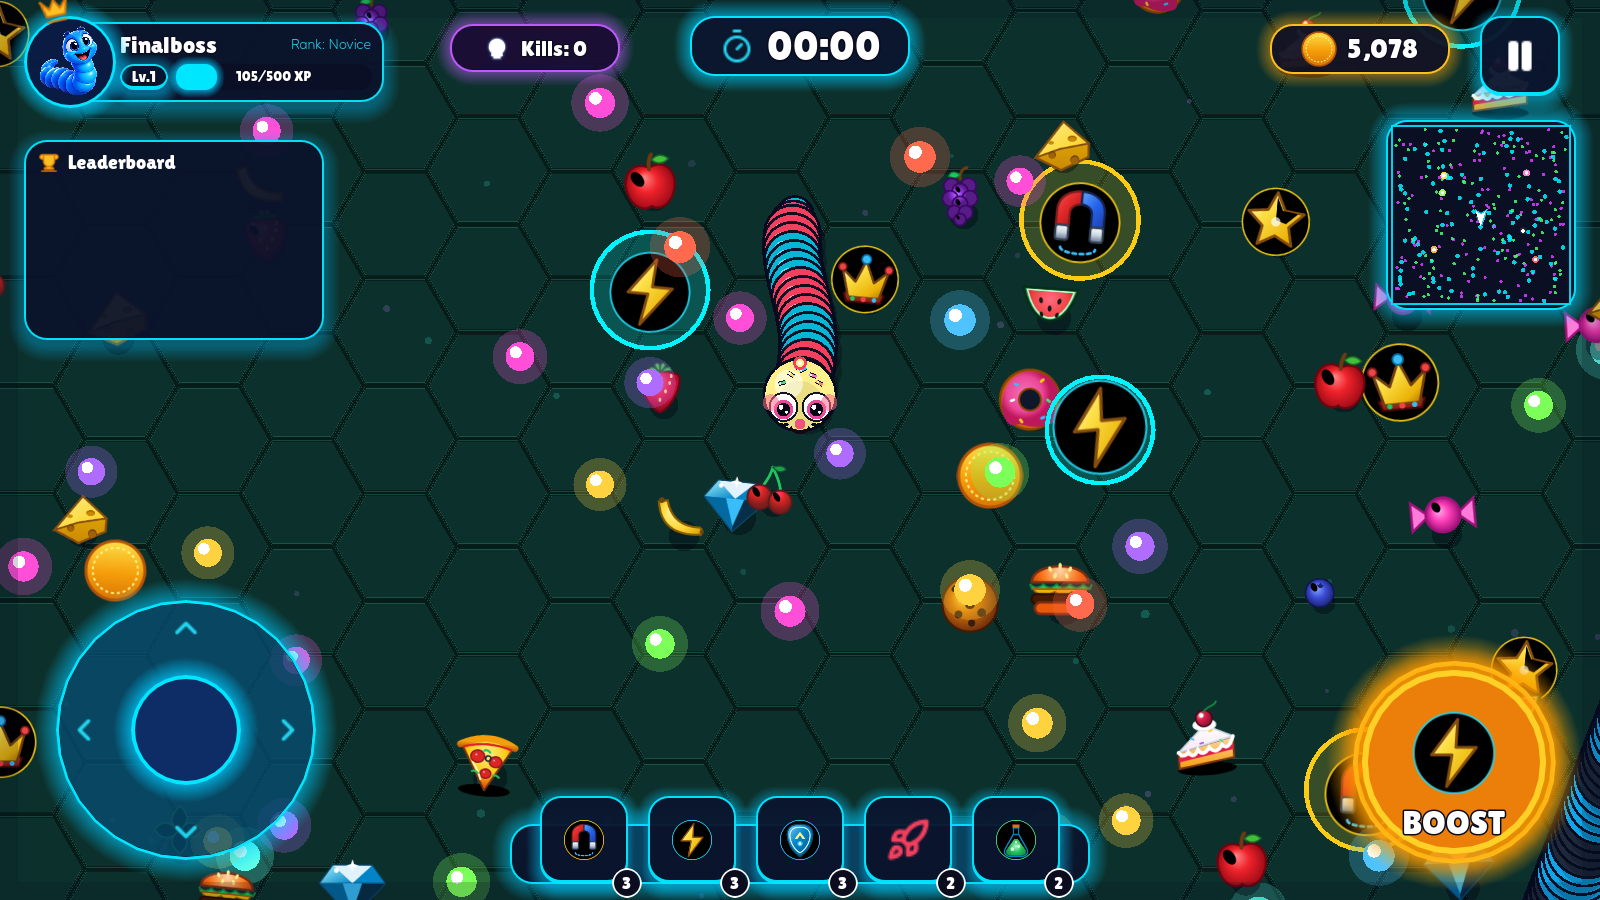 Finalboss
Rank: Novice
Lv.1
105/500 XP
Kills: 0
00:00
5,078
Leaderboard
BOOST
3
3
3
2
2